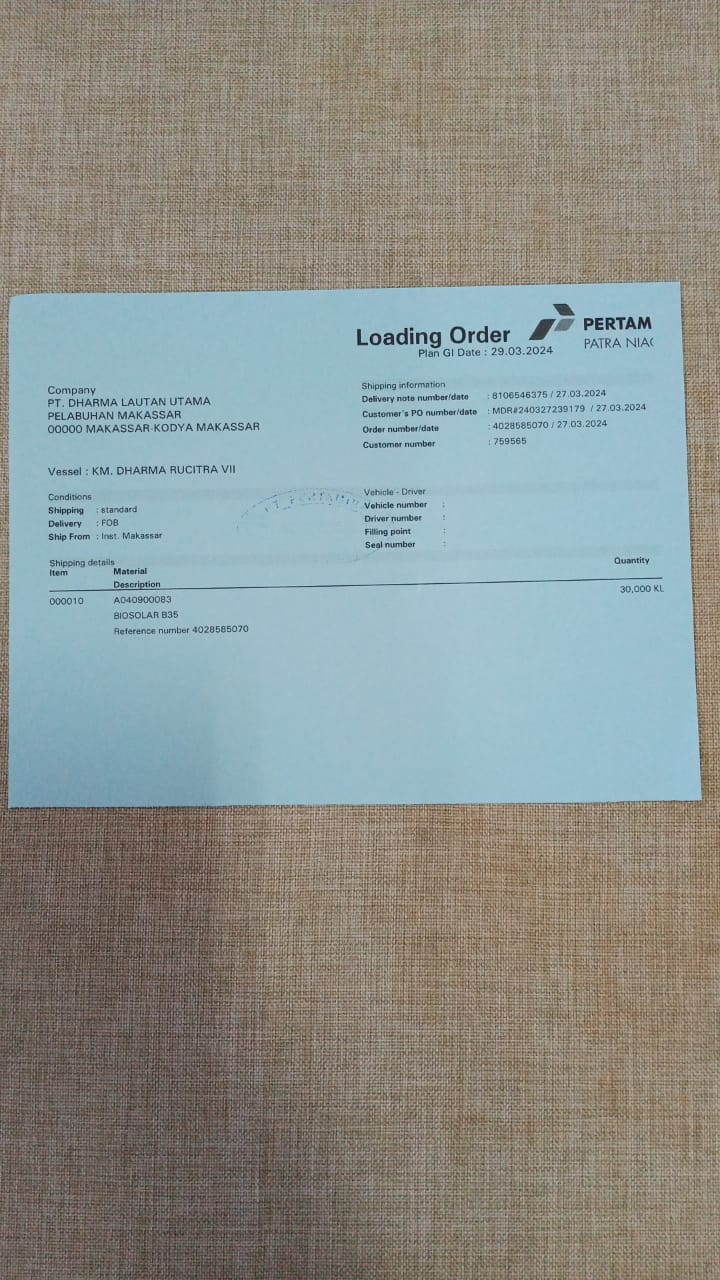 Loading Order
Plan GI Date : 29.03.2024
PERTAM
PATRA NIAG
Company
PT. DHARMA LAUTAN UTAMA
PELABUHAN MAKASSAR
00000 MAKASSAR-KODYA MAKASSAR
Shipping information
Delivery note number/date : 8106546375 / 27.03.2024
Customer's PO number/date : MDR#240327239179 / 27.03.2024
Order number/date : 4028585070 / 27.03.2024
Customer number : 759565
Vessel : KM. DHARMA RUCITRA VII
Conditions
Shipping : standard
Delivery : FOB
Ship From : Inst. Makassar
PT. PERTAMIN
Vehicle - Driver
Vehicle number :
Driver number :
Filling point :
Seal number :
Shipping details
Item Material Quantity
Description
000010 A040900083 30,000 KL
BIOSOLAR B35
Reference number 4028585070